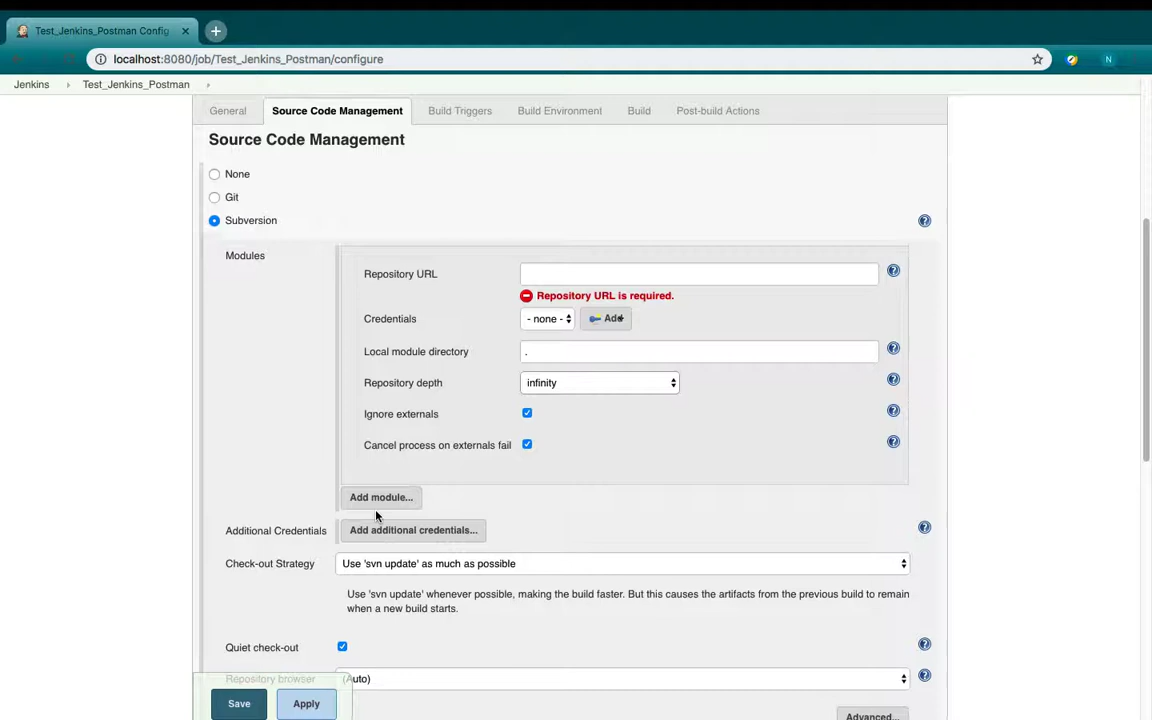 Test_Jenkins_Postman Config
localhost:8080/job/Test_Jenkins_Postman/configure
N
Jenkins
Test_Jenkins_Postman
General
Source Code Management
Build Triggers
Build Environment
Build
Post-build Actions
Source Code Management
None
Git
Subversion
Modules
Repository URL
Repository URL is required.
Credentials
- none -
Add
Local module directory
.
Repository depth
infinity
Ignore externals
Cancel process on externals fail
Add module...
Additional Credentials
Add additional credentials...
Check-out Strategy
Use 'svn update' as much as possible
Use 'svn update' whenever possible, making the build faster. But this causes the artifacts from the previous build to remain
when a new build starts.
Quiet check-out
Repository browser
(Auto)
Save
Apply
Advanced...